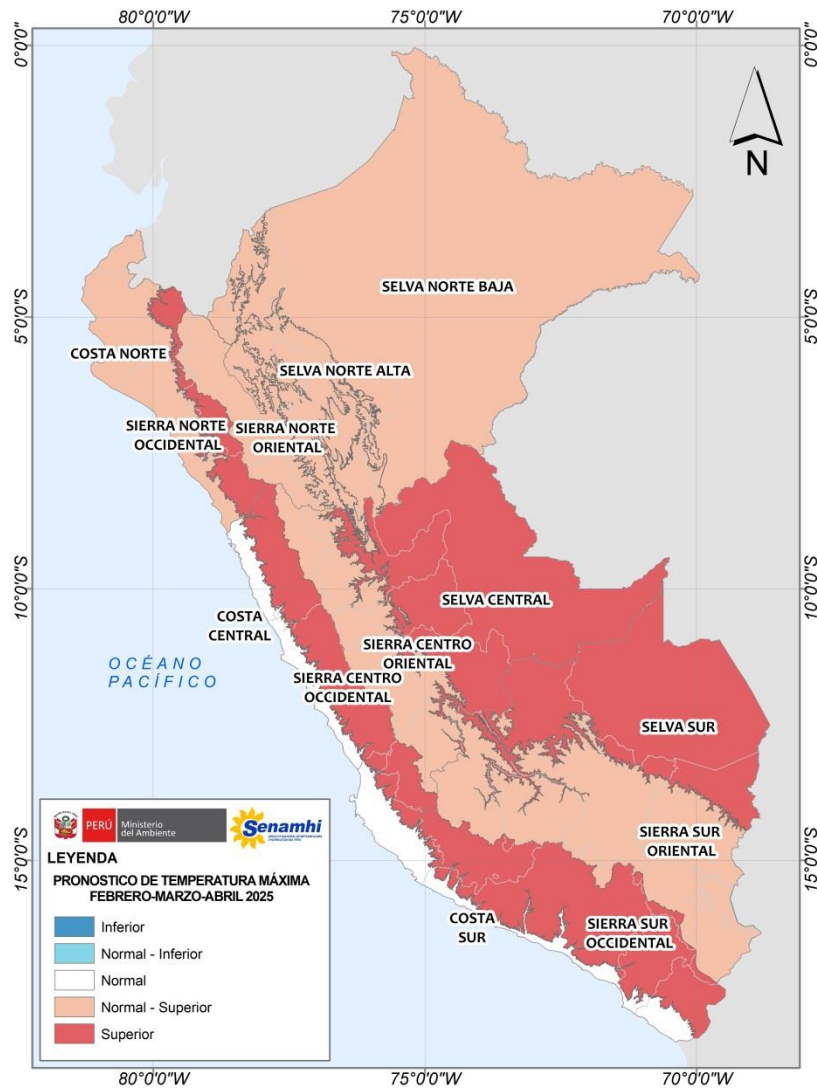 80°0'0"W 75°0'0"W 70°0'0"W
0°0'0"
0°0'0"
N
SELVA NORTE BAJA
5°0'0"S
5°0'0"S
COSTA NORTE
SELVA NORTE ALTA
SIERRA NORTE
OCCIDENTAL
SIERRA NORTE
ORIENTAL
10°0'0"S
10°0'0"S
SELVA CENTRAL
COSTA
CENTRAL
SIERRA CENTRO
ORIENTAL
OCÉANO
PACÍFICO
SIERRA CENTRO
OCCIDENTAL
SELVA SUR
SIERRA SUR
ORIENTAL
15°0'0"S
15°0'0"S
COSTA
SUR
SIERRA SUR
OCCIDENTAL
PERÚ
Ministerio
del Ambiente
Senamhi
LEYENDA
PRONOSTICO DE TEMPERATURA MÁXIMA
FEBRERO-MARZO-ABRIL 2025
Inferior
Normal - Inferior
Normal
Normal - Superior
Superior
80°0'0"W 75°0'0"W 70°0'0"W